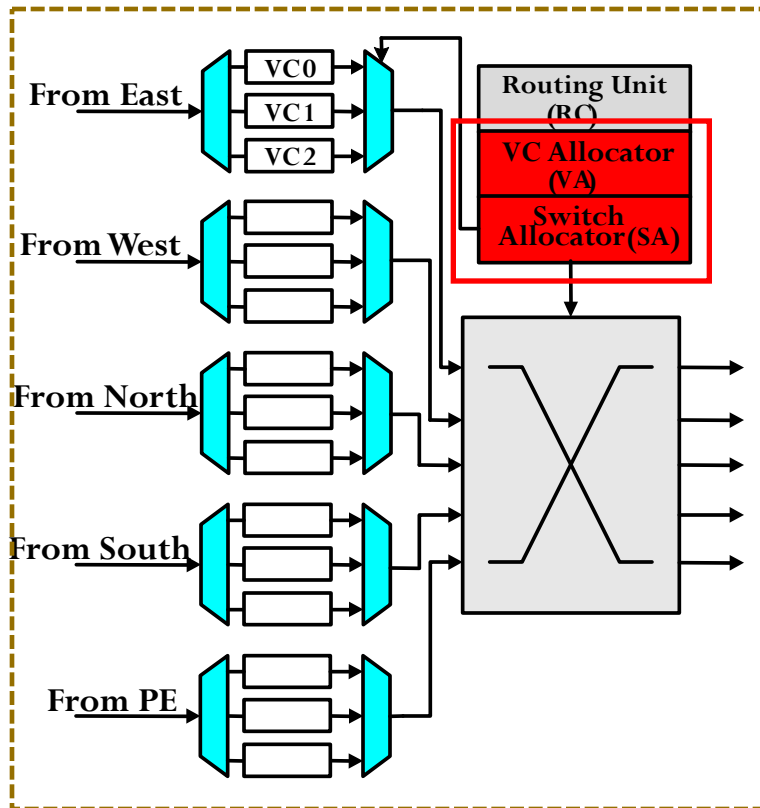 From East
VC0
VC1
VC2
Routing Unit
(RC)
VC Allocator
(VA)
Switch
Allocator(SA)
From West
From North
From South
From PE